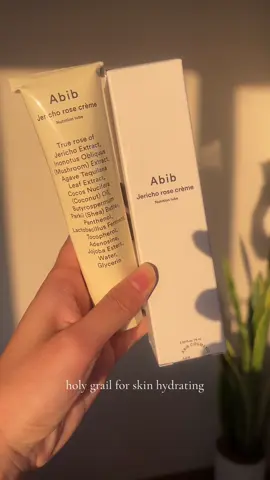 Abib
Jericho rose crème
Nutrition tube
True rose of
Jericho Extract,
Inonotus Obliquus
(Mushroom) Extract,
Agave Tequilana
Leaf Extract,
Cocos Nucifera
(Coconut) Oil,
Butyrospermum
Parkii (Shea) Butter,
Panthenol,
Lactobacillus Ferment,
Tocopherol,
Adenosine,
Jojoba Esters,
Water,
Glycerin
Abib
Jericho rose crème
Nutrition tube
holy grail for skin hydrating